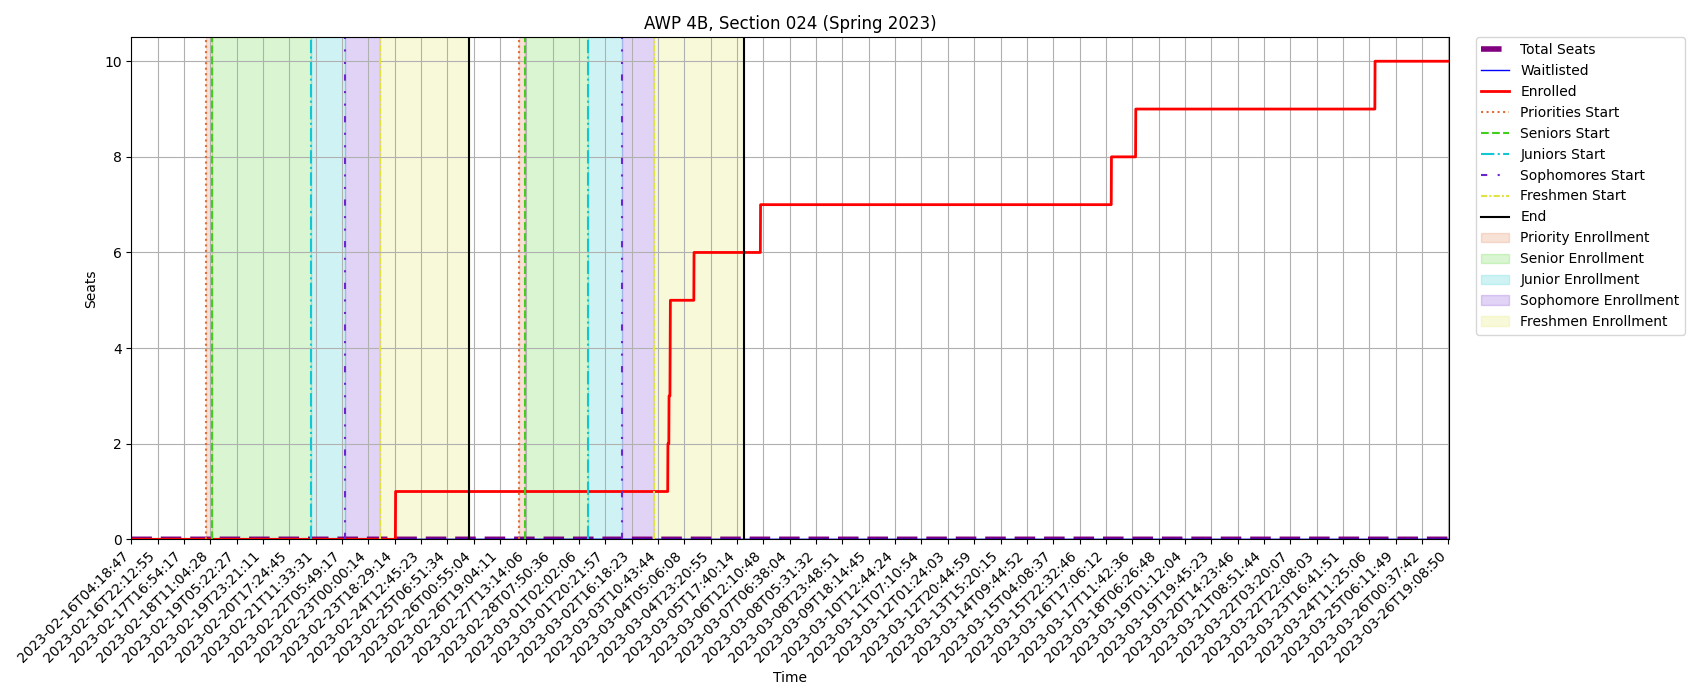 AWP 4B, Section 024 (Spring 2023)
10
8
6
4
2
0
Seats
2023-02-16T04:18:47
2023-02-16T22:12:55
2023-02-17T16:54:17
2023-02-18T11:04:28
2023-02-19T05:22:27
2023-02-19T23:21:11
2023-02-20T17:24:45
2023-02-21T11:33:31
2023-02-22T05:49:17
2023-02-23T00:00:14
2023-02-23T18:29:14
2023-02-24T12:45:23
2023-02-25T06:51:34
2023-02-26T00:55:04
2023-02-26T19:04:11
2023-02-27T13:14:06
2023-02-28T07:50:36
2023-03-01T02:02:06
2023-03-01T20:21:57
2023-03-02T16:18:23
2023-03-03T10:43:44
2023-03-04T05:06:08
2023-03-04T23:20:55
2023-03-05T17:40:14
2023-03-06T12:10:48
2023-03-07T06:38:04
2023-03-08T05:31:32
2023-03-08T23:48:51
2023-03-09T18:14:45
2023-03-10T12:44:24
2023-03-11T07:10:54
2023-03-12T01:24:03
2023-03-12T20:44:59
2023-03-13T15:20:15
2023-03-14T09:44:52
2023-03-15T04:08:37
2023-03-15T22:32:46
2023-03-16T17:06:12
2023-03-17T11:42:36
2023-03-18T06:26:48
2023-03-19T01:12:04
2023-03-19T19:45:23
2023-03-20T14:23:46
2023-03-21T08:51:44
2023-03-22T03:20:07
2023-03-22T22:08:03
2023-03-23T16:41:51
2023-03-24T11:25:06
2023-03-25T06:11:49
2023-03-26T00:37:42
2023-03-26T19:08:50
Time
Total Seats
Waitlisted
Enrolled
Priorities Start
Seniors Start
Juniors Start
Sophomores Start
Freshmen Start
End
Priority Enrollment
Senior Enrollment
Junior Enrollment
Sophomore Enrollment
Freshmen Enrollment